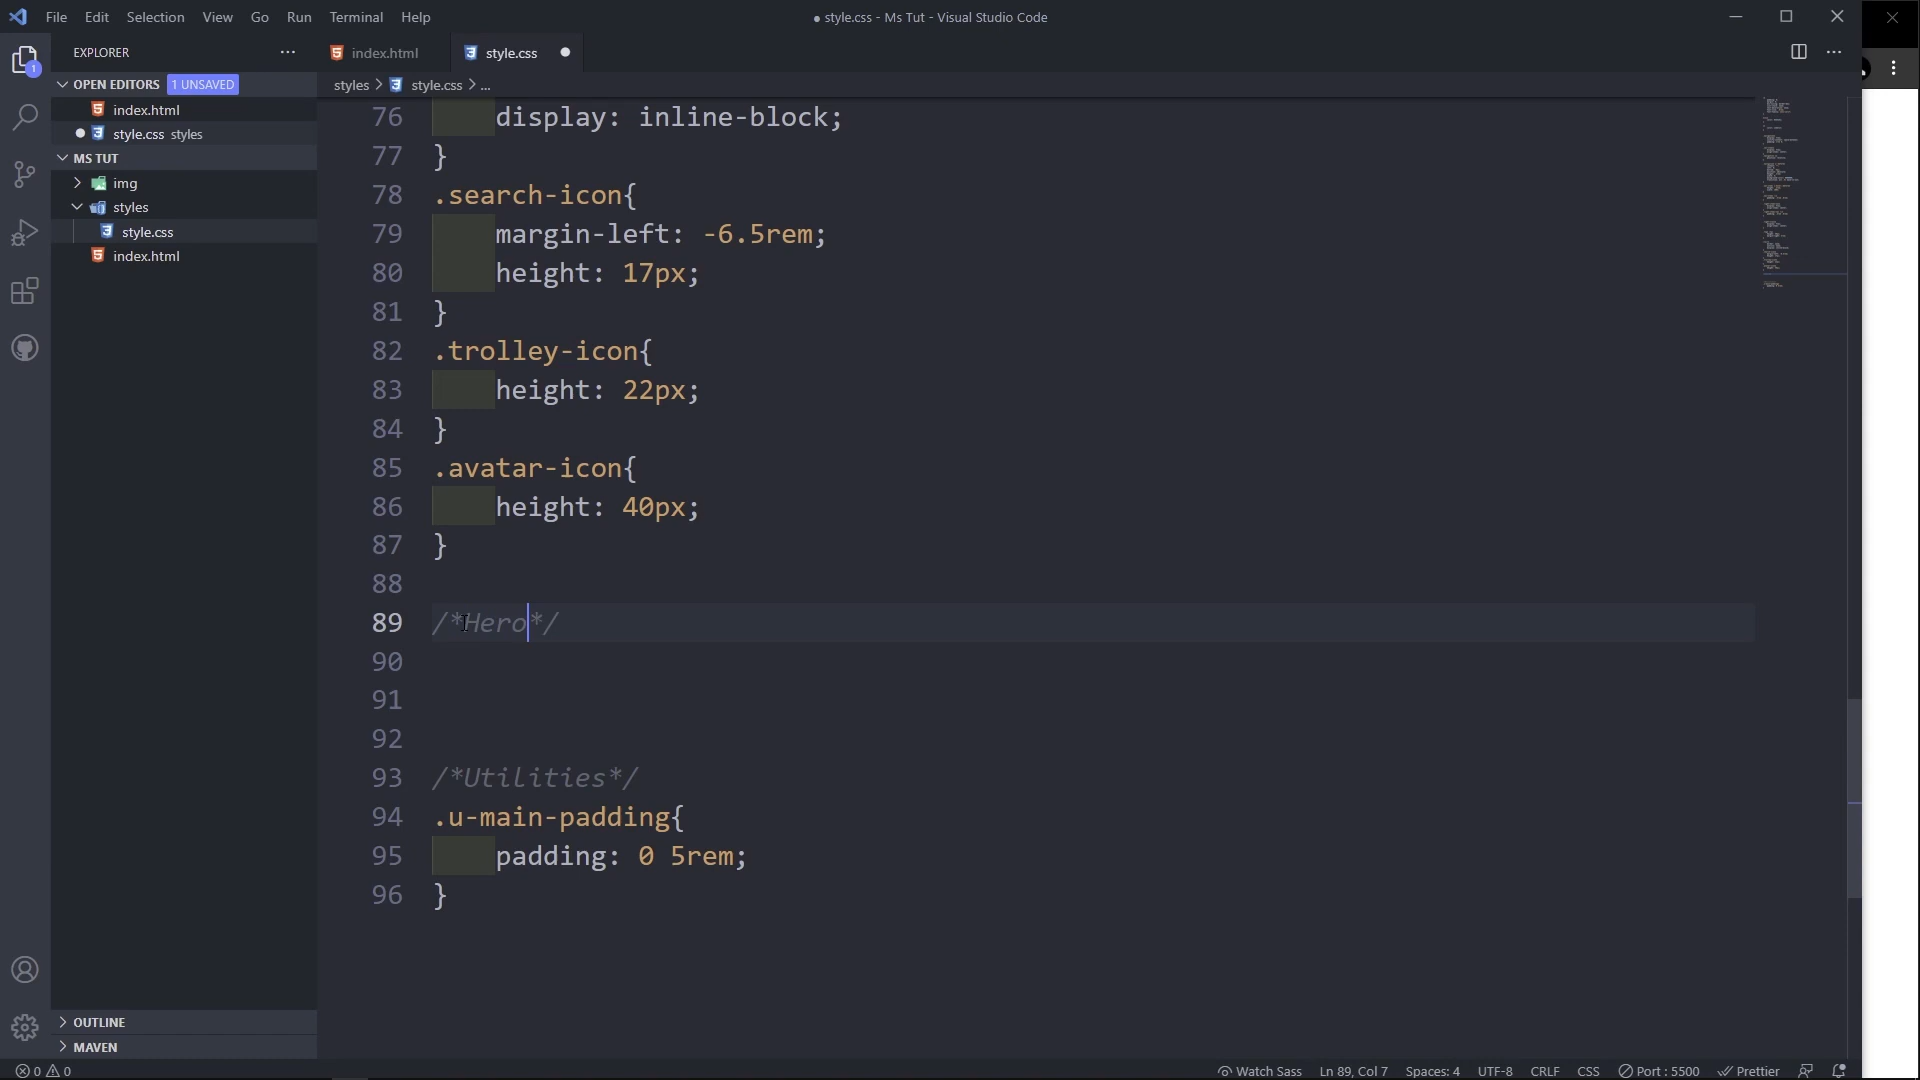 File Edit Selection View Go Run Terminal Help
● style.css - Ms Tut - Visual Studio Code
EXPLORER
OPEN EDITORS 1 UNSAVED
index.html
style.css styles
MS TUT
img
styles
style.css
index.html
OUTLINE
MAVEN
1
index.html style.css
styles > style.css > ...
76 display: inline-block;
77 }
78 .search-icon{
79 margin-left: -6.5rem;
80 height: 17px;
81 }
82 .trolley-icon{
83 height: 22px;
84 }
85 .avatar-icon{
86 height: 40px;
87 }
88
89 /*Hero*/
90
91
92
93 /*Utilities*/
94 .u-main-padding{
95 padding: 0 5rem;
96 }
0 0 Watch Sass Ln 89, Col 7 Spaces: 4 UTF-8 CRLF CSS Port : 5500 Prettier